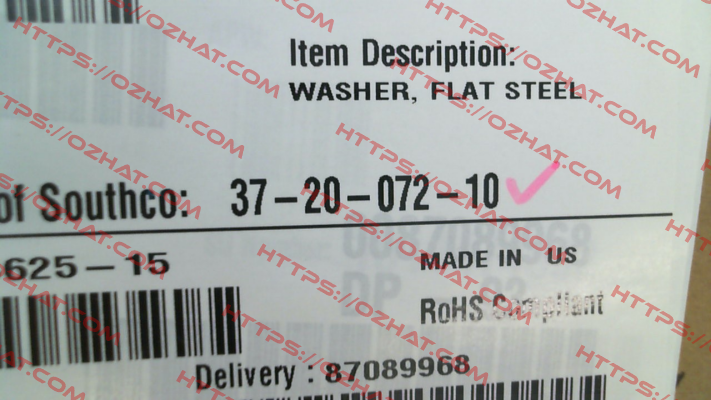 Item Description:
WASHER, FLAT STEEL
of Southco: 37-20-072-10
625-15
MADE IN US
RoHS Compliant
Delivery : 87089968
HTTPS://OZHAT.COM